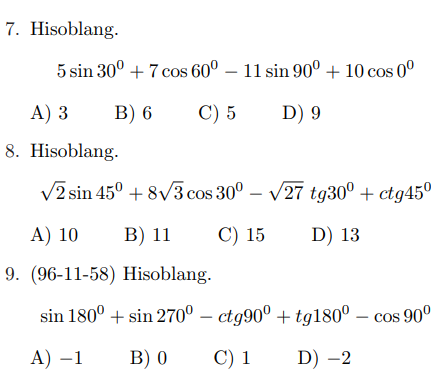 7. Hisoblang.
5 sin 30⁰ + 7 cos 60⁰ − 11 sin 90⁰ + 10 cos 0⁰
A) 3 B) 6 C) 5 D) 9
8. Hisoblang.
√2 sin 45⁰ + 8√3 cos 30⁰ − √27 tg30⁰ + ctg45⁰
A) 10 B) 11 C) 15 D) 13
9. (96-11-58) Hisoblang.
sin 180⁰ + sin 270⁰ − ctg90⁰ + tg180⁰ − cos 90⁰
A) −1 B) 0 C) 1 D) −2